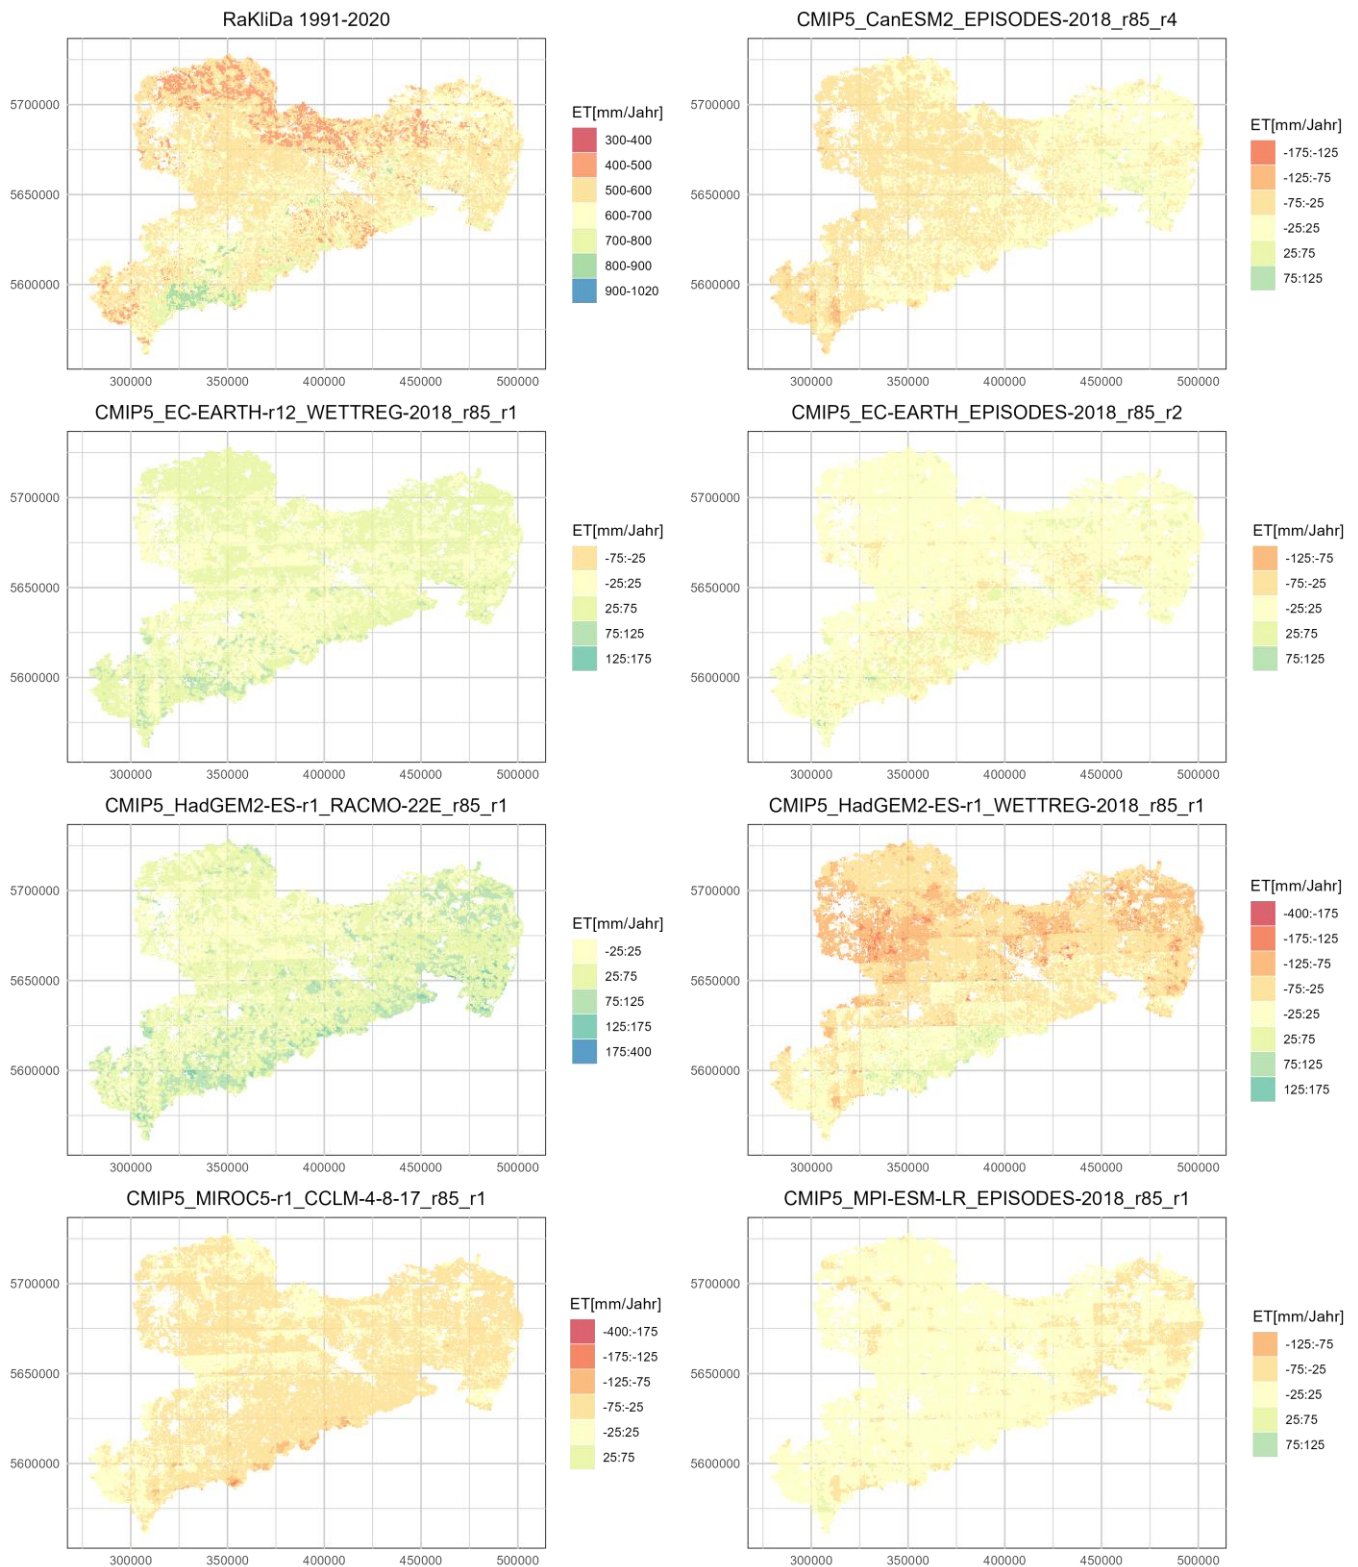 RaKliDa 1991-2020
5700000
5650000
5600000
300000 350000 400000 450000 500000
ET[mm/Jahr]
300-400
400-500
500-600
600-700
700-800
800-900
900-1020
CMIP5_CanESM2_EPISODES-2018_r85_r4
5700000
5650000
5600000
300000 350000 400000 450000 500000
ET[mm/Jahr]
-175:-125
-125:-75
-75:-25
-25:25
25:75
75:125
CMIP5_EC-EARTH-r12_WETTREG-2018_r85_r1
5700000
5650000
5600000
300000 350000 400000 450000 500000
ET[mm/Jahr]
-75:-25
-25:25
25:75
75:125
125:175
CMIP5_EC-EARTH_EPISODES-2018_r85_r2
5700000
5650000
5600000
300000 350000 400000 450000 500000
ET[mm/Jahr]
-125:-75
-75:-25
-25:25
25:75
75:125
CMIP5_HadGEM2-ES-r1_RACMO-22E_r85_r1
5700000
5650000
5600000
300000 350000 400000 450000 500000
ET[mm/Jahr]
-25:25
25:75
75:125
125:175
175:400
CMIP5_HadGEM2-ES-r1_WETTREG-2018_r85_r1
5700000
5650000
5600000
300000 350000 400000 450000 500000
ET[mm/Jahr]
-400:-175
-175:-125
-125:-75
-75:-25
-25:25
25:75
75:125
125:175
CMIP5_MIROC5-r1_CCLM-4-8-17_r85_r1
5700000
5650000
5600000
300000 350000 400000 450000 500000
ET[mm/Jahr]
-400:-175
-175:-125
-125:-75
-75:-25
-25:25
25:75
CMIP5_MPI-ESM-LR_EPISODES-2018_r85_r1
5700000
5650000
5600000
300000 350000 400000 450000 500000
ET[mm/Jahr]
-125:-75
-75:-25
-25:25
25:75
75:125